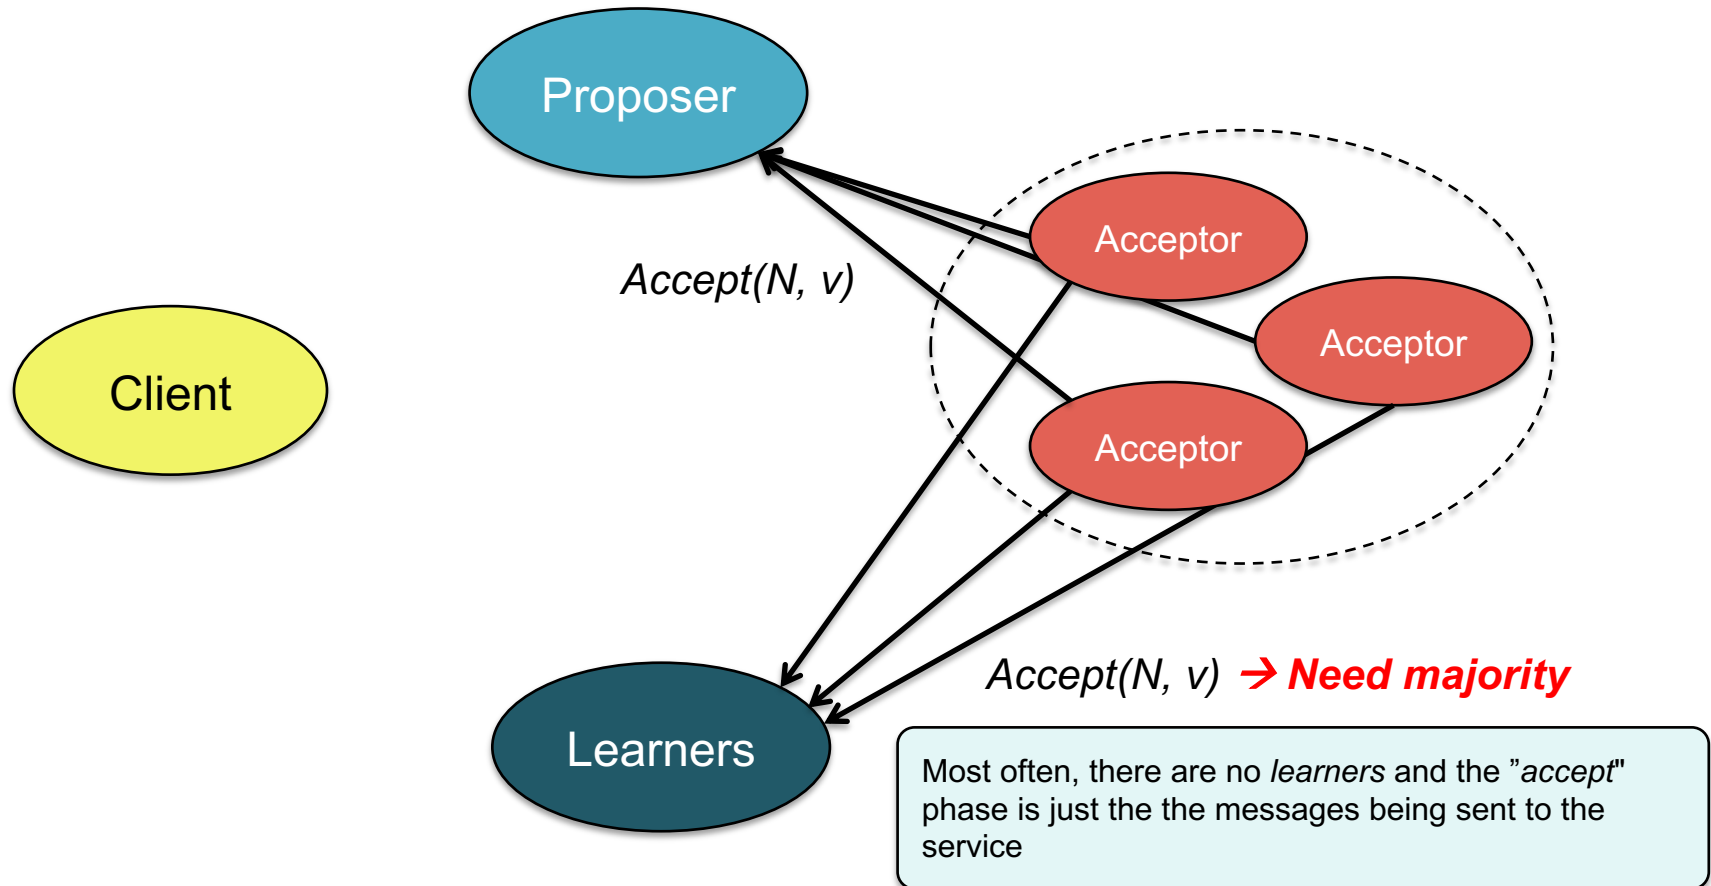 Proposer
Acceptor
Accept(N, v)
Acceptor
Client
Acceptor
Accept(N, v) → Need majority
Learners
Most often, there are no learners and the ”accept"
phase is just the the messages being sent to the
service